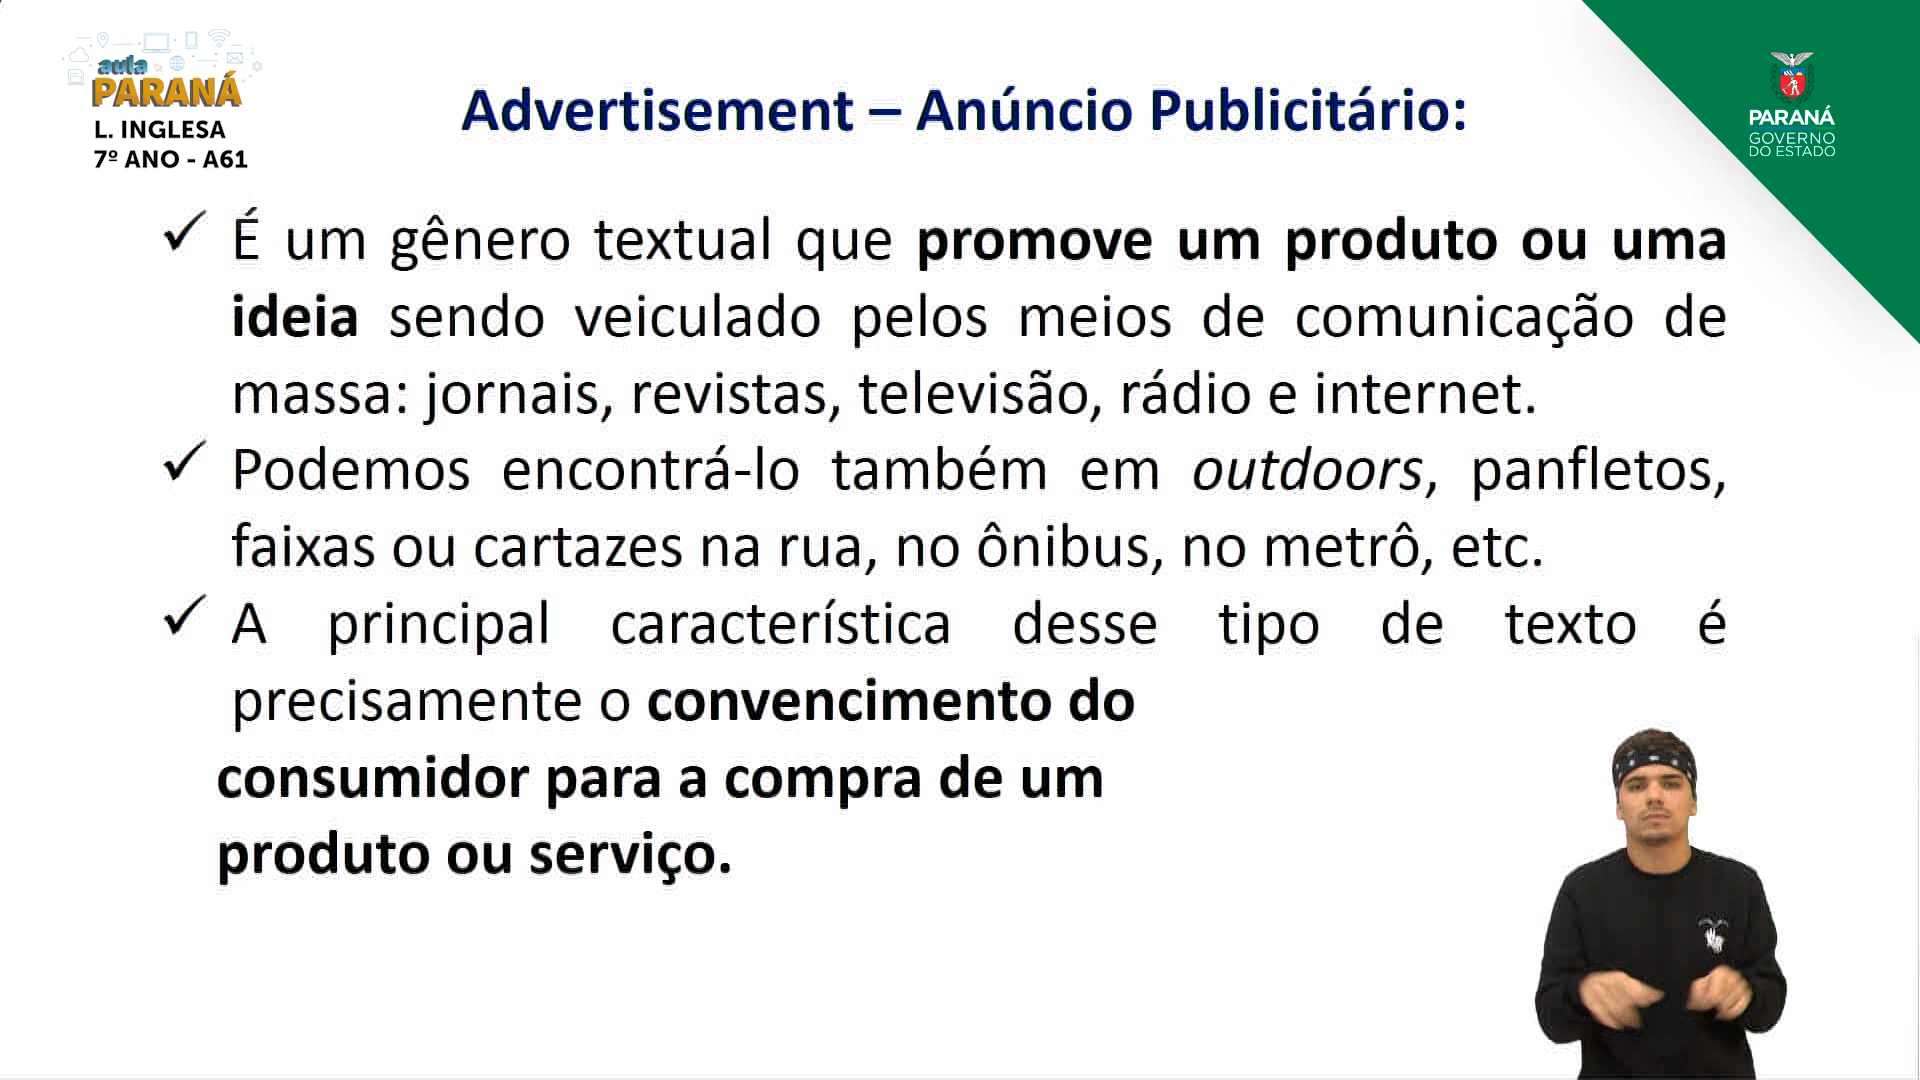 aula
PARANÁ
L. INGLESA
7º ANO - A61
Advertisement – Anúncio Publicitário:
PARANÁ
GOVERNO
DO ESTADO
✓ É um gênero textual que promove um produto ou uma
ideia sendo veiculado pelos meios de comunicação de
massa: jornais, revistas, televisão, rádio e internet.
✓ Podemos encontrá-lo também em outdoors, panfletos,
faixas ou cartazes na rua, no ônibus, no metrô, etc.
✓ A principal característica desse tipo de texto é
precisamente o convencimento do
consumidor para a compra de um
produto ou serviço.